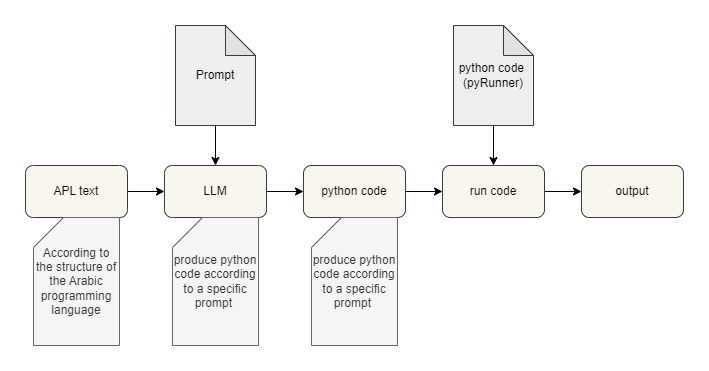 Prompt
python code
(pyRunner)
APL text
LLM
python code
run code
output
According to
the structure of
the Arabic
programming
language
produce python
code according
to a specific
prompt
produce python
code according
to a specific
prompt